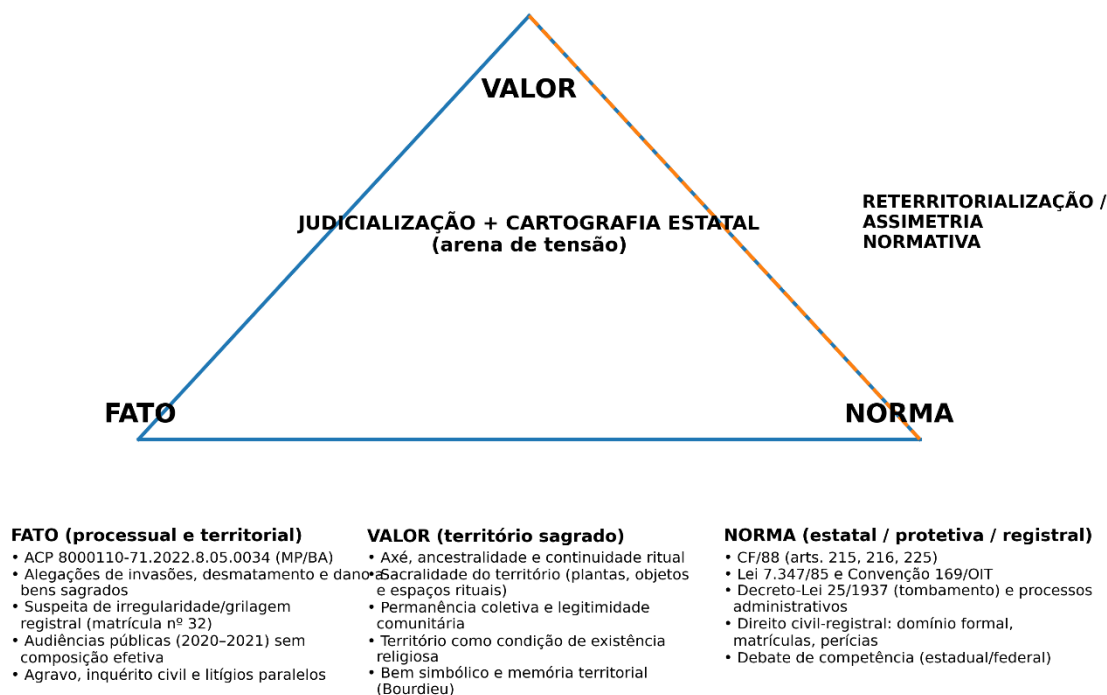 VALOR
JUDICIALIZAÇÃO + CARTOGRAFIA ESTATAL
(arena de tensão)
RETERRITORIALIZAÇÃO /
ASSIMETRIA
NORMATIVA
FATO
NORMA
FATO (processual e territorial)
• ACP 8000110-71.2022.8.05.0034 (MP/BA)
• Alegações de invasões, desmatamento e dano a
bens sagrados
• Suspeita de irregularidade/grilagem
registral (matrícula nº 32)
• Audiências públicas (2020–2021) sem
composição efetiva
• Agravo, inquérito civil e litígios paralelos
VALOR (território sagrado)
• Axé, ancestralidade e continuidade ritual
• Sacralidade do território (plantas, objetos
e espaços rituais)
• Permanência coletiva e legitimidade
comunitária
• Território como condição de existência
religiosa
• Bem simbólico e memória territorial
(Bourdieu)
NORMA (estatal / protetiva / registral)
• CF/88 (arts. 215, 216, 225)
• Lei 7.347/85 e Convenção 169/OIT
• Decreto-Lei 25/1937 (tombamento) e processos
administrativos
• Direito civil-registral: domínio formal,
matrículas, perícias
• Debate de competência (estadual/federal)